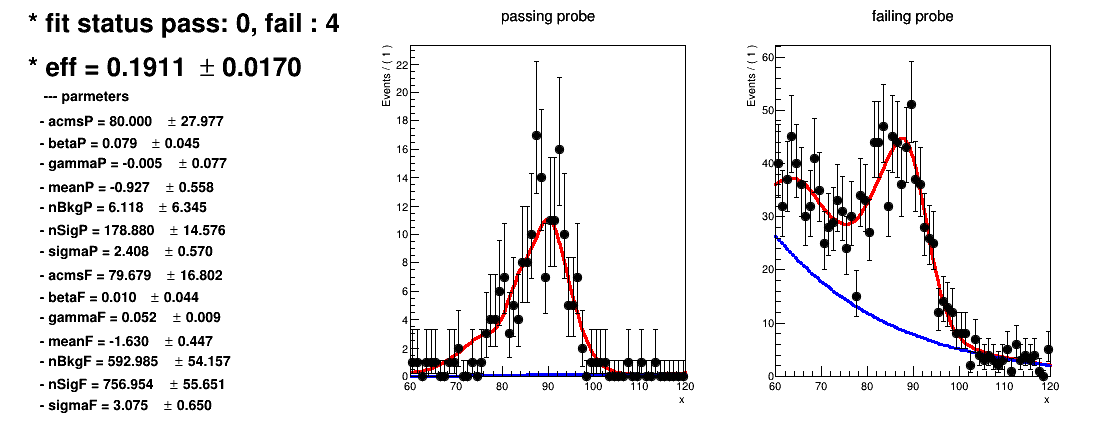 * fit status pass: 0, fail : 4
* eff = 0.1911 ± 0.0170
--- parmeters
- acmsP = 80.000 ± 27.977
- betaP = 0.079 ± 0.045
- gammaP = -0.005 ± 0.077
- meanP = -0.927 ± 0.558
- nBkgP = 6.118 ± 6.345
- nSigP = 178.880 ± 14.576
- sigmaP = 2.408 ± 0.570
- acmsF = 79.679 ± 16.802
- betaF = 0.010 ± 0.044
- gammaF = 0.052 ± 0.009
- meanF = -1.630 ± 0.447
- nBkgF = 592.985 ± 54.157
- nSigF = 756.954 ± 55.651
- sigmaF = 3.075 ± 0.650
passing probe
Events / ( 1 )
22
20
18
16
14
12
10
8
6
4
2
0
60 70 80 90 100 110 120
x
failing probe
Events / ( 1 )
60
50
40
30
20
10
0
60 70 80 90 100 110 120
x